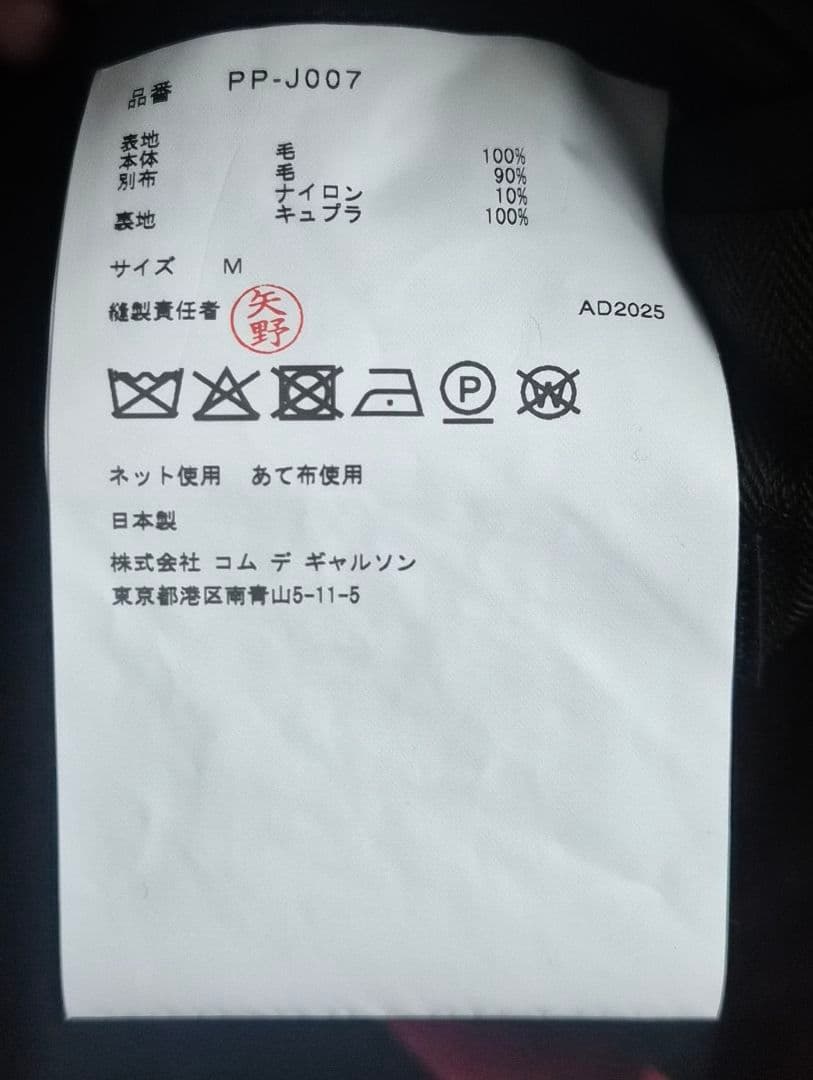 品番 PP-J007
表地
本体 毛 100%
別布 毛 90%
ナイロン 10%
裏地 キュプラ 100%
サイズ M
縫製責任者 矢野 AD2025
P W
ネット使用 あて布使用
日本製
株式会社 コム デ ギャルソン
東京都港区南青山5-11-5